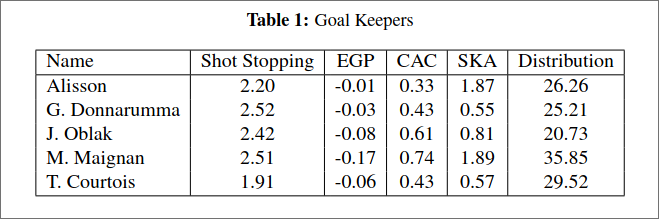 Table 1: Goal Keepers
Name Shot Stopping EGP CAC SKA Distribution
Alisson 2.20 -0.01 0.33 1.87 26.26
G. Donnarumma 2.52 -0.03 0.43 0.55 25.21
J. Oblak 2.42 -0.08 0.61 0.81 20.73
M. Maignan 2.51 -0.17 0.74 1.89 35.85
T. Courtois 1.91 -0.06 0.43 0.57 29.52